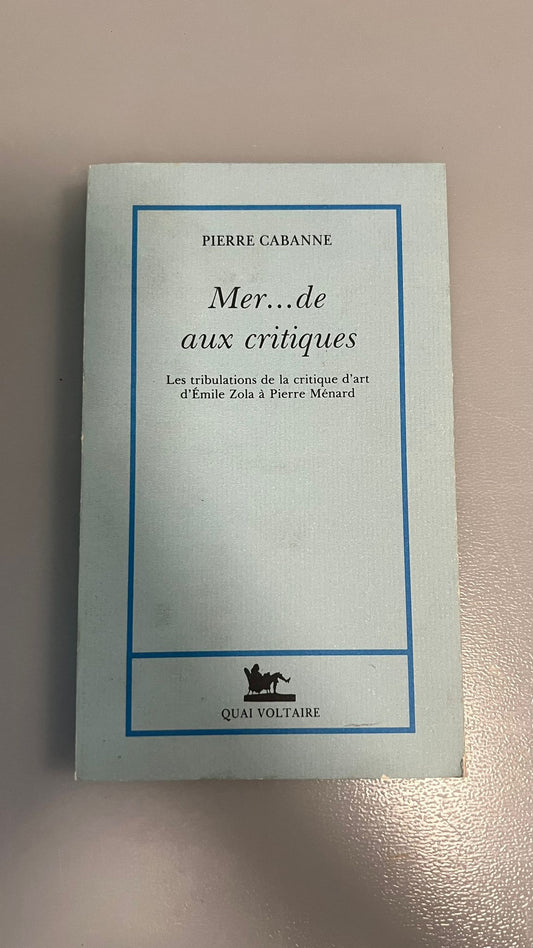 PIERRE CABANNE
Mer...de
aux critiques
Les tribulations de la critique d'art
d'Émile Zola à Pierre Ménard
QUAI VOLTAIRE